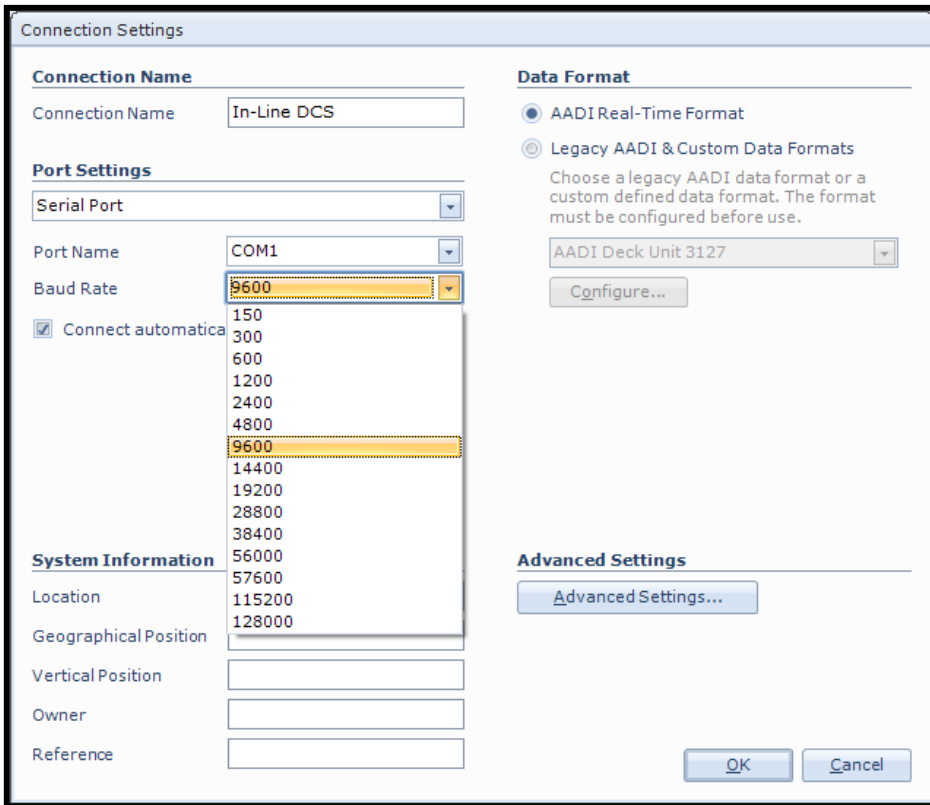 Connection Settings
Connection Name
Connection Name In-Line DCS
Port Settings
Serial Port
Port Name COM1
Baud Rate 9600
Connect automatica
150
300
600
1200
2400
4800
9600
14400
19200
28800
38400
56000
57600
115200
128000
System Information
Location
Geographical Position
Vertical Position
Owner
Reference
Data Format
AADI Real-Time Format
Legacy AADI & Custom Data Formats
Choose a legacy AADI data format or a
custom defined data format. The format
must be configured before use.
AADI Deck Unit 3127
Configure...
Advanced Settings
Advanced Settings...
OK Cancel